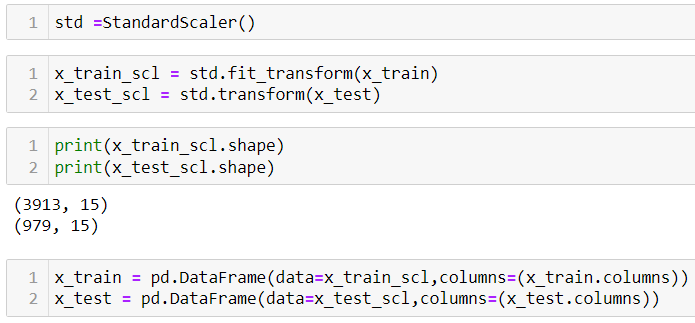 1 std =StandardScaler()
1 x_train_scl = std.fit_transform(x_train)
2 x_test_scl = std.transform(x_test)
1 print(x_train_scl.shape)
2 print(x_test_scl.shape)
(3913, 15)
(979, 15)
1 x_train = pd.DataFrame(data=x_train_scl,columns=(x_train.columns))
2 x_test = pd.DataFrame(data=x_test_scl,columns=(x_test.columns))